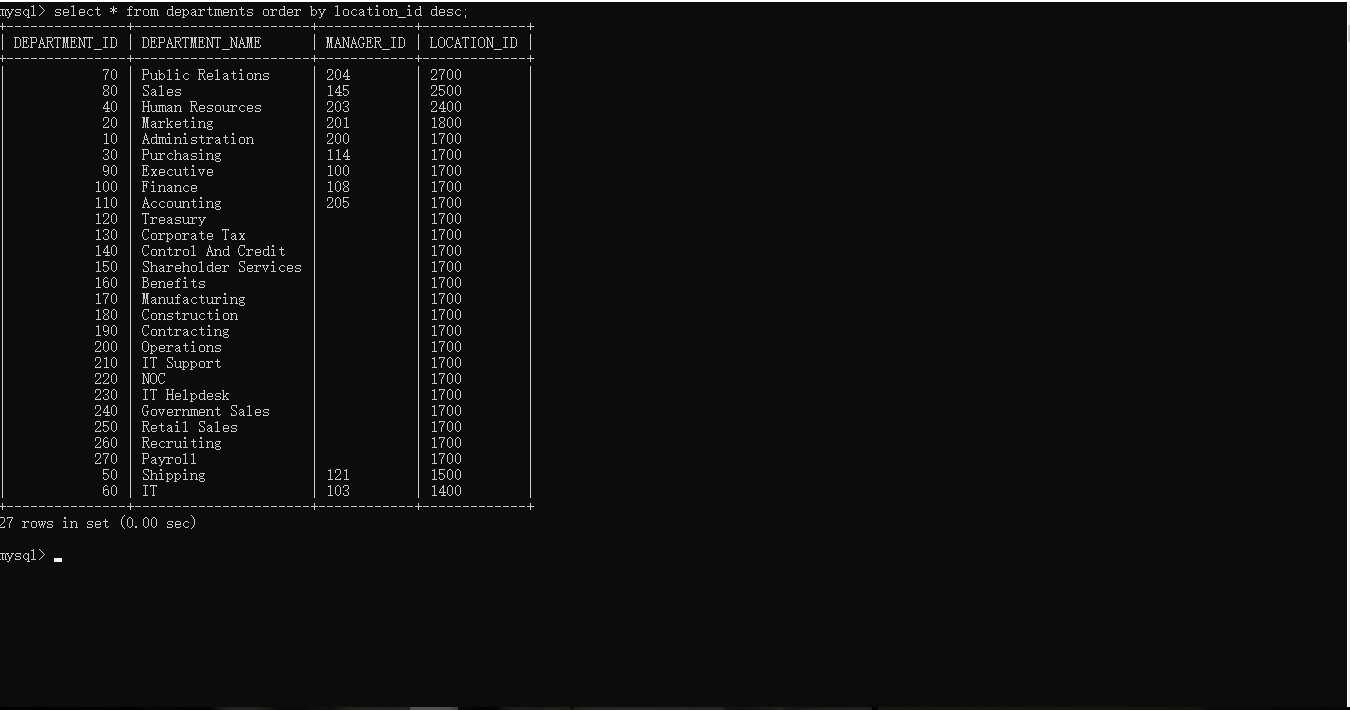 mysql> select * from departments order by location_id desc;
+---------------+----------------------+------------+-------------+
| DEPARTMENT_ID | DEPARTMENT_NAME      | MANAGER_ID | LOCATION_ID |
+---------------+----------------------+------------+-------------+
|            70 | Public Relations     | 204        | 2700        |
|            80 | Sales                | 145        | 2500        |
|            40 | Human Resources      | 203        | 2400        |
|            20 | Marketing            | 201        | 1800        |
|            10 | Administration       | 200        | 1700        |
|            30 | Purchasing           | 114        | 1700        |
|            90 | Executive            | 100        | 1700        |
|           100 | Finance              | 108        | 1700        |
|           110 | Accounting           | 205        | 1700        |
|           120 | Treasury             |            | 1700        |
|           130 | Corporate Tax        |            | 1700        |
|           140 | Control And Credit   |            | 1700        |
|           150 | Shareholder Services |            | 1700        |
|           160 | Benefits             |            | 1700        |
|           170 | Manufacturing        |            | 1700        |
|           180 | Construction         |            | 1700        |
|           190 | Contracting          |            | 1700        |
|           200 | Operations           |            | 1700        |
|           210 | IT Support           |            | 1700        |
|           220 | NOC                  |            | 1700        |
|           230 | IT Helpdesk          |            | 1700        |
|           240 | Government Sales     |            | 1700        |
|           250 | Retail Sales         |            | 1700        |
|           260 | Recruiting           |            | 1700        |
|           270 | Payroll              |            | 1700        |
|            50 | Shipping             | 121        | 1500        |
|            60 | IT                   | 103        | 1400        |
+---------------+----------------------+------------+-------------+
27 rows in set (0.00 sec)
mysql>